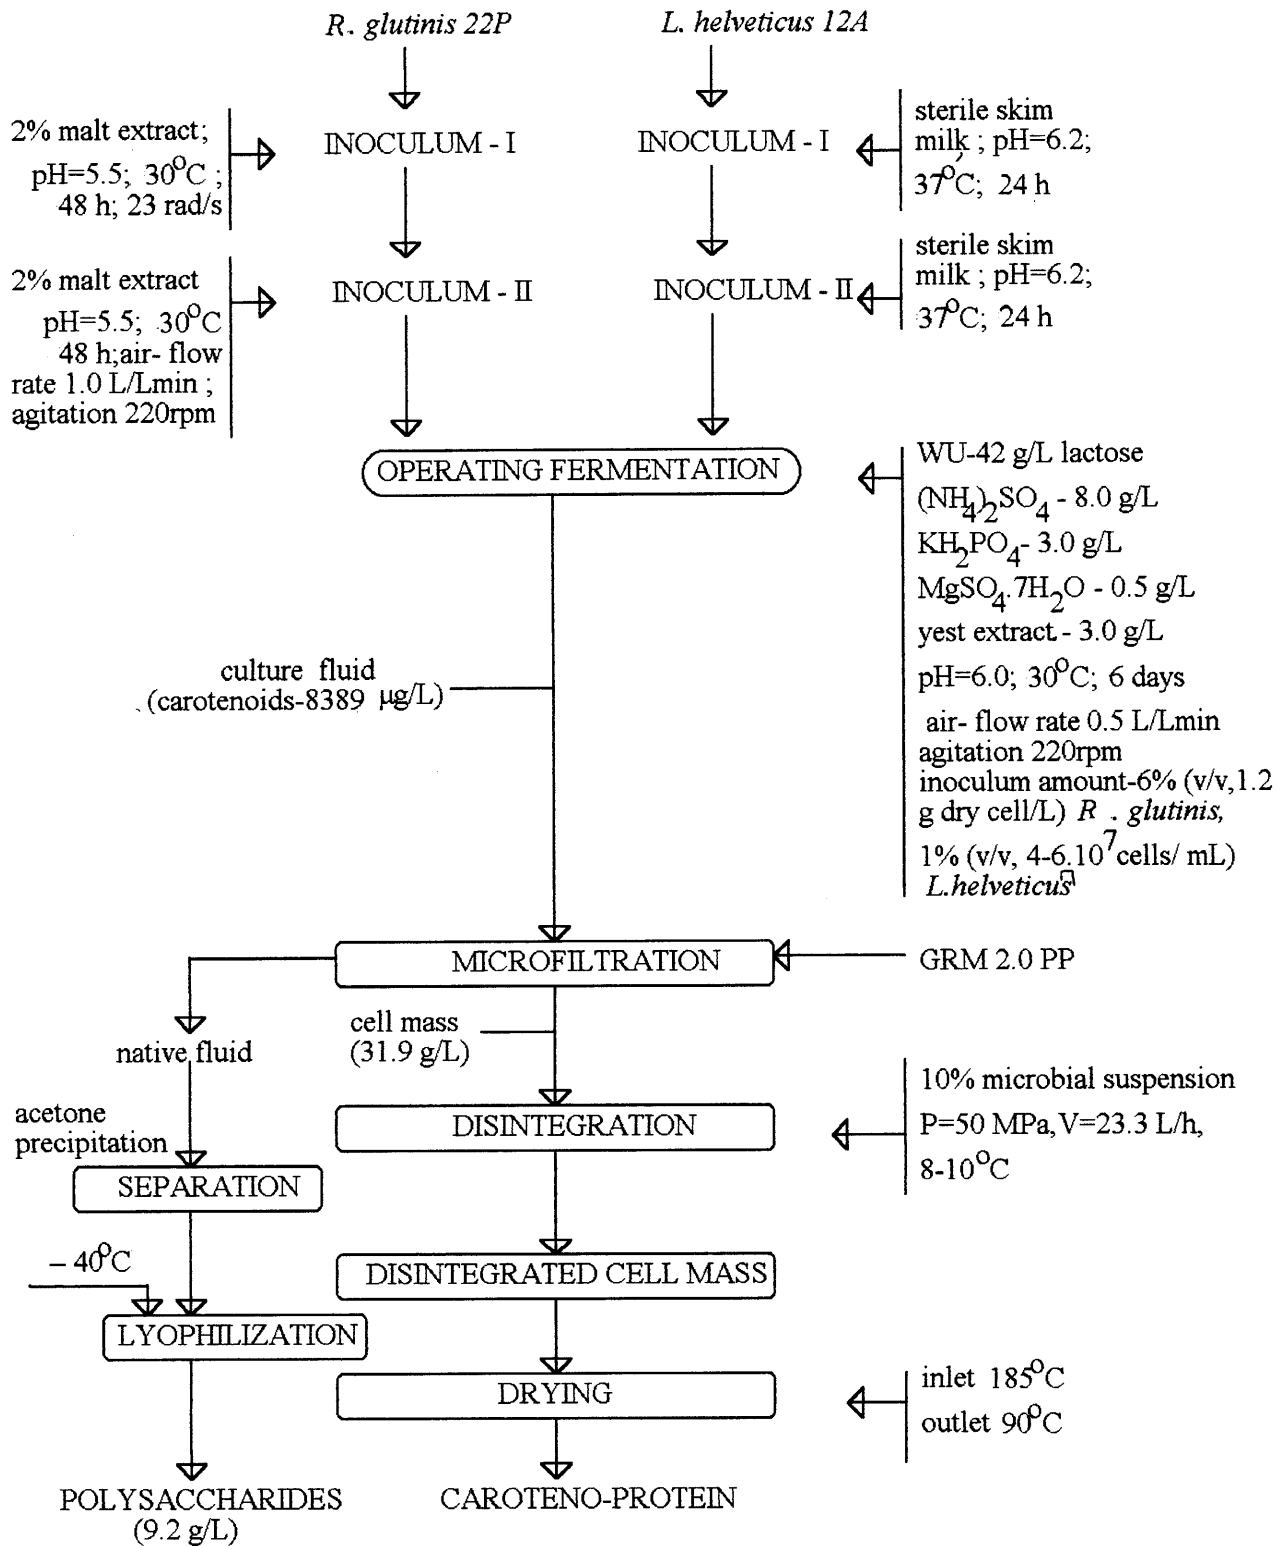 R. glutinis 22P
L. helveticus 12A
2% malt extract;
pH=5.5; 30°C ;
48 h; 23 rad/s
INOCULUM - I
INOCULUM - I
sterile skim
milk ; pH=6.2;
37°C; 24 h
2% malt extract
pH=5.5; 30°C
48 h;air- flow
rate 1.0 L/Lmin ;
agitation 220rpm
INOCULUM - II
INOCULUM - II
sterile skim
milk ; pH=6.2;
37°C; 24 h
OPERATING FERMENTATION
WU-42 g/L lactose
(NH4)2SO4 - 8.0 g/L
KH2PO4- 3.0 g/L
MgSO4.7H2O - 0.5 g/L
yest extract - 3.0 g/L
pH=6.0; 30°C; 6 days
air- flow rate 0.5 L/Lmin
agitation 220rpm
inoculum amount-6% (v/v,1.2
g dry cell/L) R . glutinis,
1% (v/v, 4-6.10⁷cells/ mL)
L.helveticus
culture fluid
(carotenoids-8389 µg/L)
MICROFILTRATION
GRM 2.0 PP
cell mass
(31.9 g/L)
native fluid
acetone
precipitation
DISINTEGRATION
10% microbial suspension
P=50 MPa,V=23.3 L/h,
8-10°C
SEPARATION
– 40°C
DISINTEGRATED CELL MASS
LYOPHILIZATION
DRYING
inlet 185°C
outlet 90°C
POLYSACCHARIDES
(9.2 g/L)
CAROTENO-PROTEIN